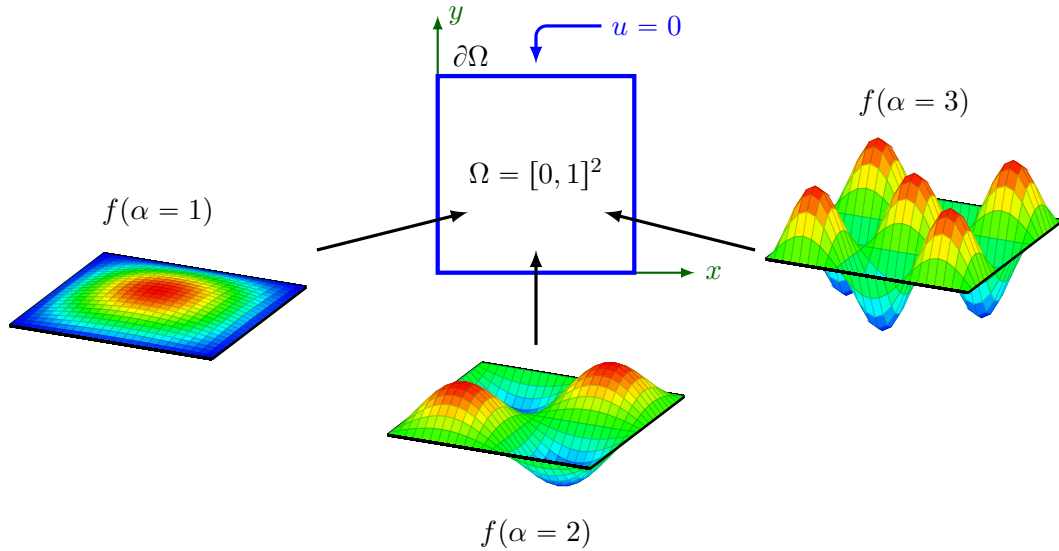 y
u = 0
∂Ω
f(α = 3)
Ω = [0, 1]²
f(α = 1)
x
f(α = 2)